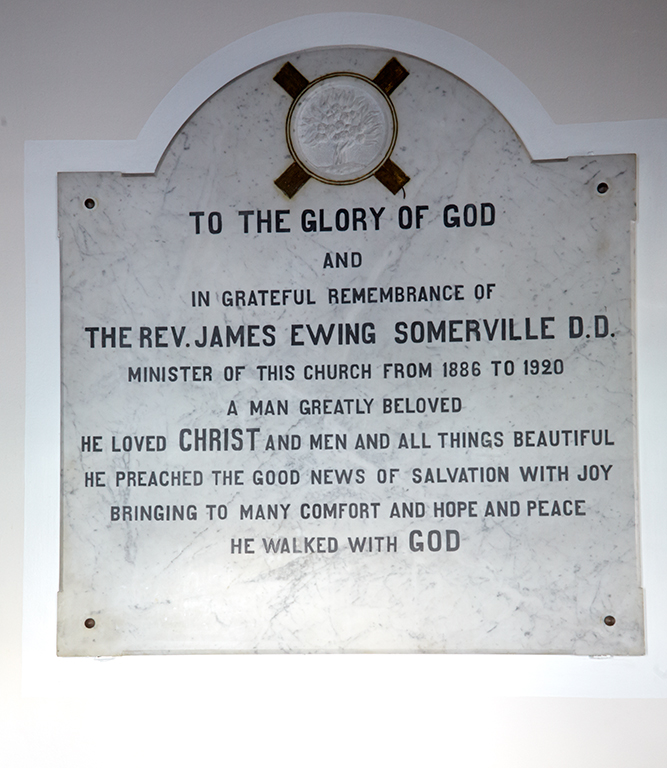 TO THE GLORY OF GOD
AND
IN GRATEFUL REMEMBRANCE OF
THE REV. JAMES EWING SOMERVILLE D.D.
MINISTER OF THIS CHURCH FROM 1886 TO 1920
A MAN GREATLY BELOVED
HE LOVED CHRIST AND MEN AND ALL THINGS BEAUTIFUL
HE PREACHED THE GOOD NEWS OF SALVATION WITH JOY
BRINGING TO MANY COMFORT AND HOPE AND PEACE
HE WALKED WITH GOD